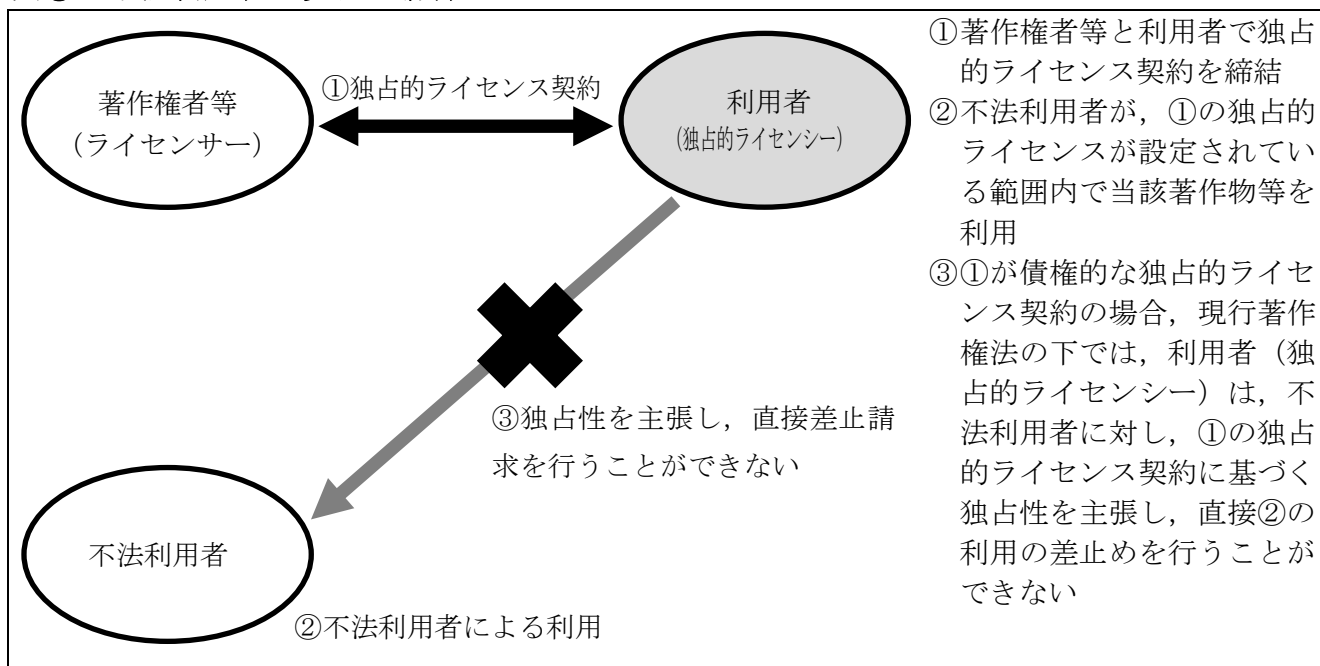 著作権者等
(ライセンサー)
①独占的ライセンス契約
利用者
(独占的ライセンシー)
③独占性を主張し，直接差止請
求を行うことができない
不法利用者
②不法利用者による利用
①著作権者等と利用者で独占
的ライセンス契約を締結
②不法利用者が，①の独占的
ライセンスが設定されてい
る範囲内で当該著作物等を
利用
③①が債権的な独占的ライセ
ンス契約の場合，現行著作
権法の下では，利用者（独
占的ライセンシー）は，不
法利用者に対し，①の独占
的ライセンス契約に基づく
独占性を主張し，直接②の
利用の差止めを行うことが
できない